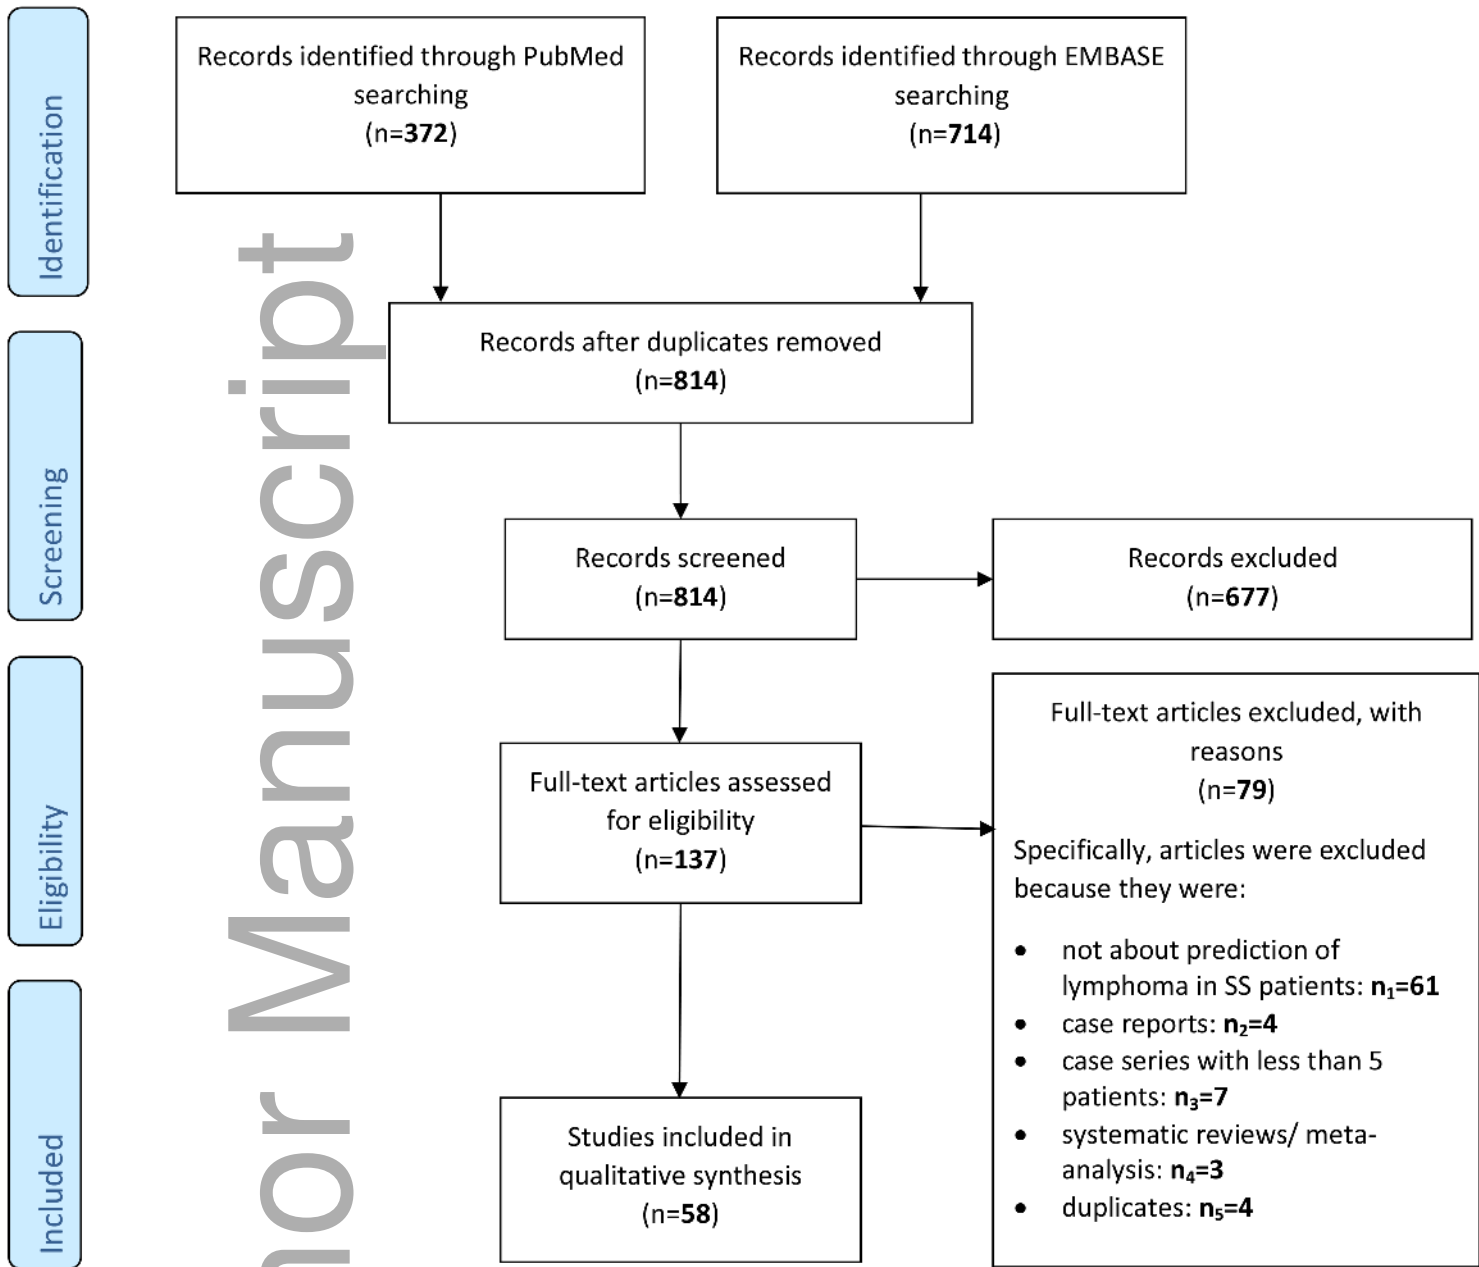 Identification
Records identified through PubMed
searching
(n=372)
Records identified through EMBASE
searching
(n=714)
Records after duplicates removed
(n=814)
Screening
Records screened
(n=814)
Records excluded
(n=677)
Eligibility
Full-text articles assessed
for eligibility
(n=137)
Full-text articles excluded, with
reasons
(n=79)
Specifically, articles were excluded
because they were:
• not about prediction of
lymphoma in SS patients: n₁=61
• case reports: n₂=4
• case series with less than 5
patients: n₃=7
• systematic reviews/ meta-
analysis: n₄=3
• duplicates: n₅=4
Included
Studies included in
qualitative synthesis
(n=58)
Manuscript